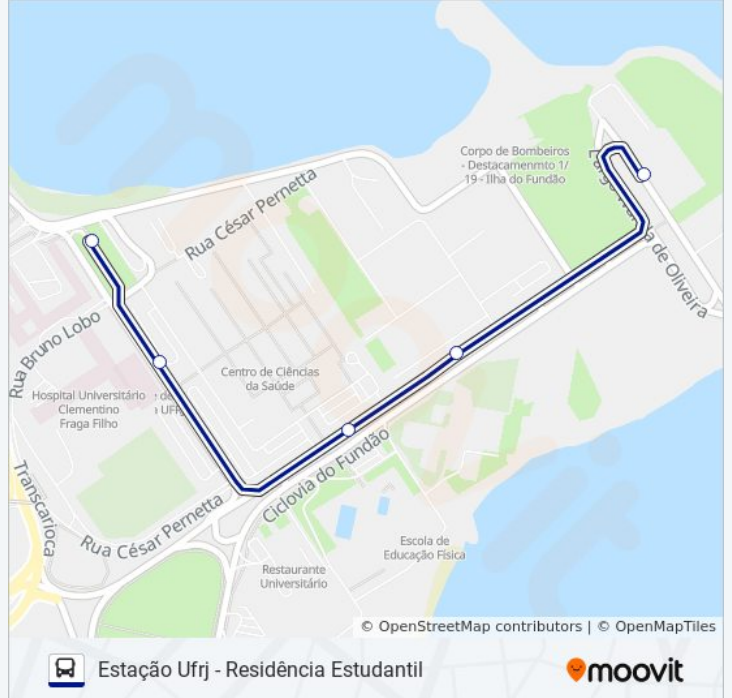 Corpo de Bombeiros
- Destacamenmto 1/
19 - Ilha do Fundão
Rua César Pernetta
de Oliveira
Rua Bruno Lobo
Centro de Ciências
da Saúde
Hospital Universitário
Clementino
Fraga Filho
UFRJ
Ciclovia do Fundão
Transcarioca
Rua César Pernetta
Escola de
Educação Física
Restaurante
Universitário
© OpenStreetMap contributors | © OpenMapTiles
Estação Ufrj - Residência Estudantil
moovit